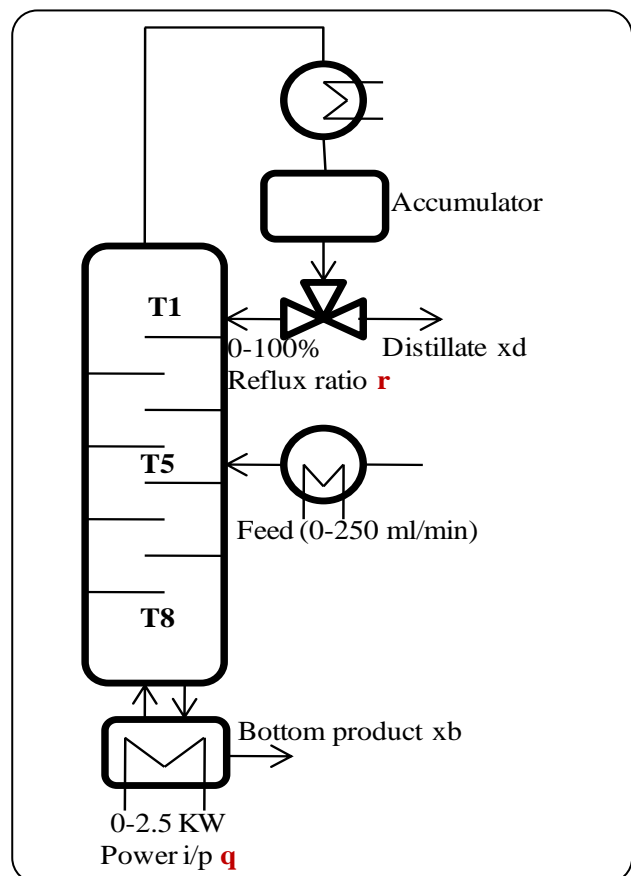 Accumulator
T1
0-100%
Reflux ratio r
Distillate xd
T5
Feed (0-250 ml/min)
T8
Bottom product xb
0-2.5 KW
Power i/p q